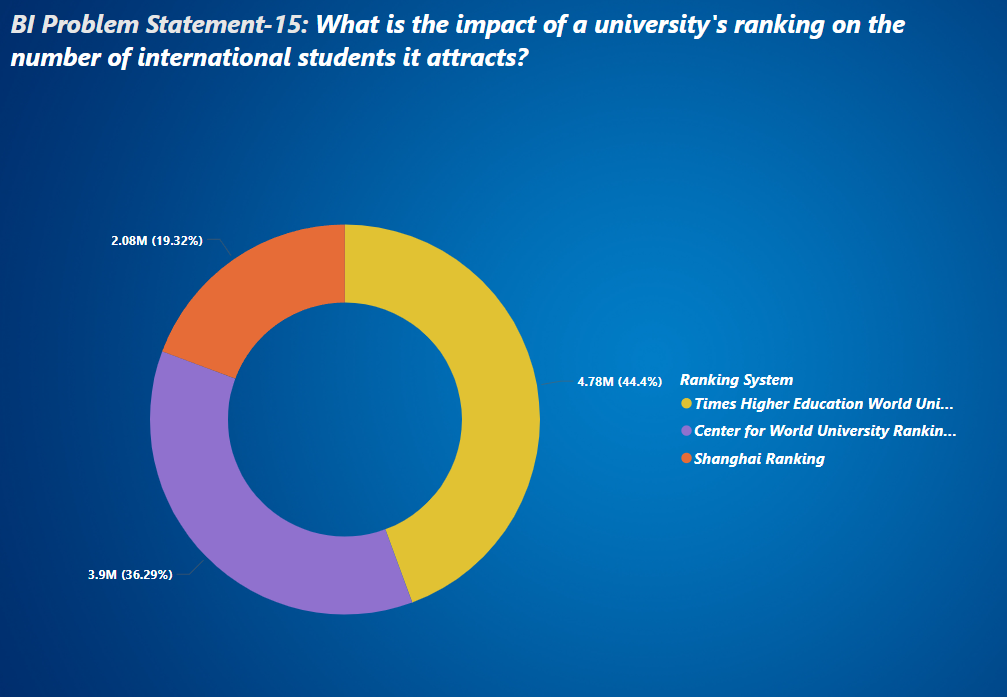 BI Problem Statement-15: What is the impact of a university's ranking on the
number of international students it attracts?
2.08M (19.32%)
4.78M (44.4%)
3.9M (36.29%)
Ranking System
Times Higher Education World Uni...
Center for World University Rankin...
Shanghai Ranking